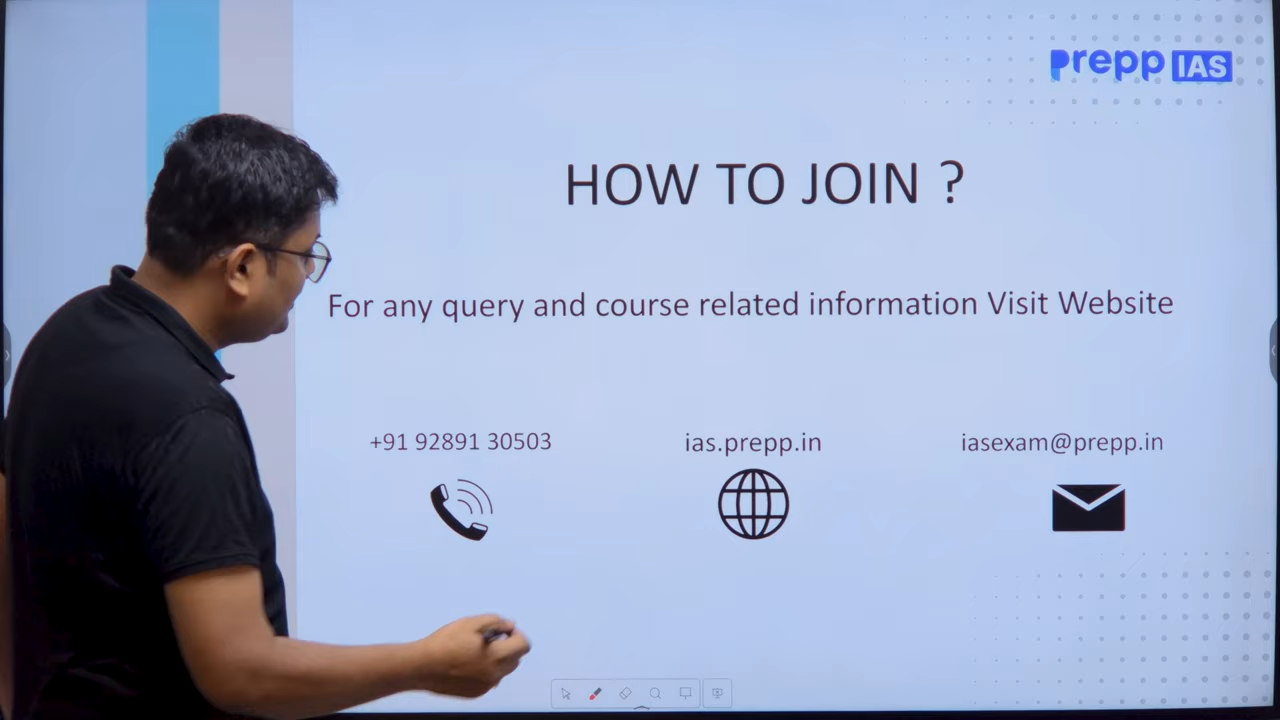 prepp IAS
HOW TO JOIN ?
For any query and course related information Visit Website
+91 92891 30503
ias.prepp.in
iasexam@prepp.in